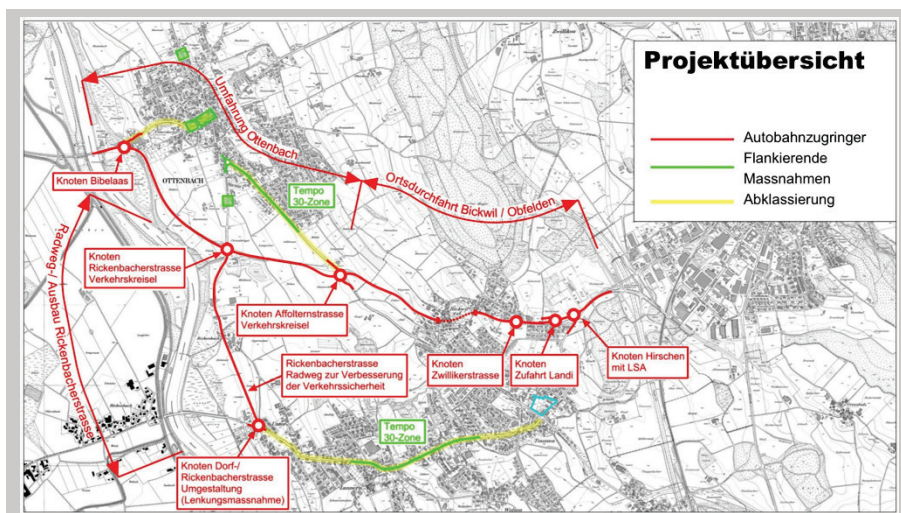 Projektübersicht
Autobahnzugringer
Flankierende
Massnahmen
Abklassierung
Umfahrung Ottenbach
Ortsdurchfahrt Bickwil / Obfelden
Radweg-/ Ausbau Rickenbacherstrasse
Knoten Bibelaas
OTTENBACH
Tempo
30-Zone
Knoten
Rickenbacherstrasse
Verkehrskreisel
Knoten Affolternstrasse
Verkehrskreisel
Knoten
Zwillikerstrasse
Knoten
Zufahrt Landi
Knoten Hirschen
mit LSA
Rickenbacherstrasse
Radweg zur Verbesserung
der Verkehrssicherheit
Tempo
30-Zone
Knoten Dorf-/
Rickenbacherstrasse
Umgestaltung
(Lenkungsmassnahme)